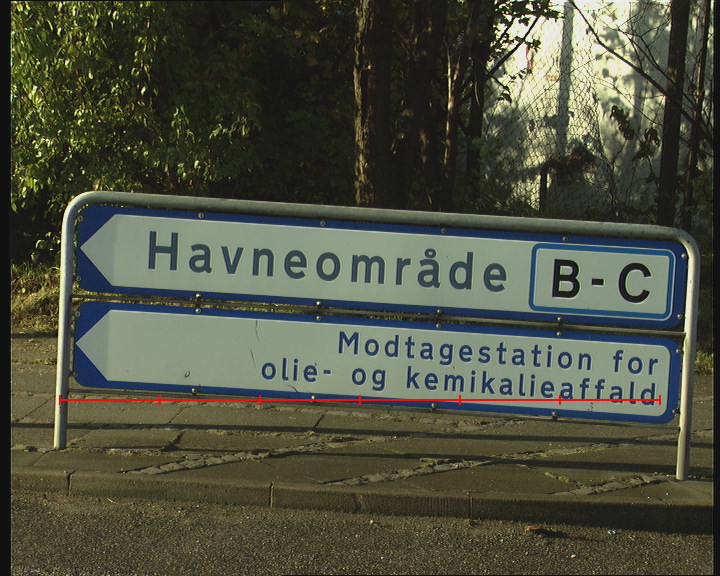 Havneområde B-C
Modtagestation for
olie- og kemikalieaffald